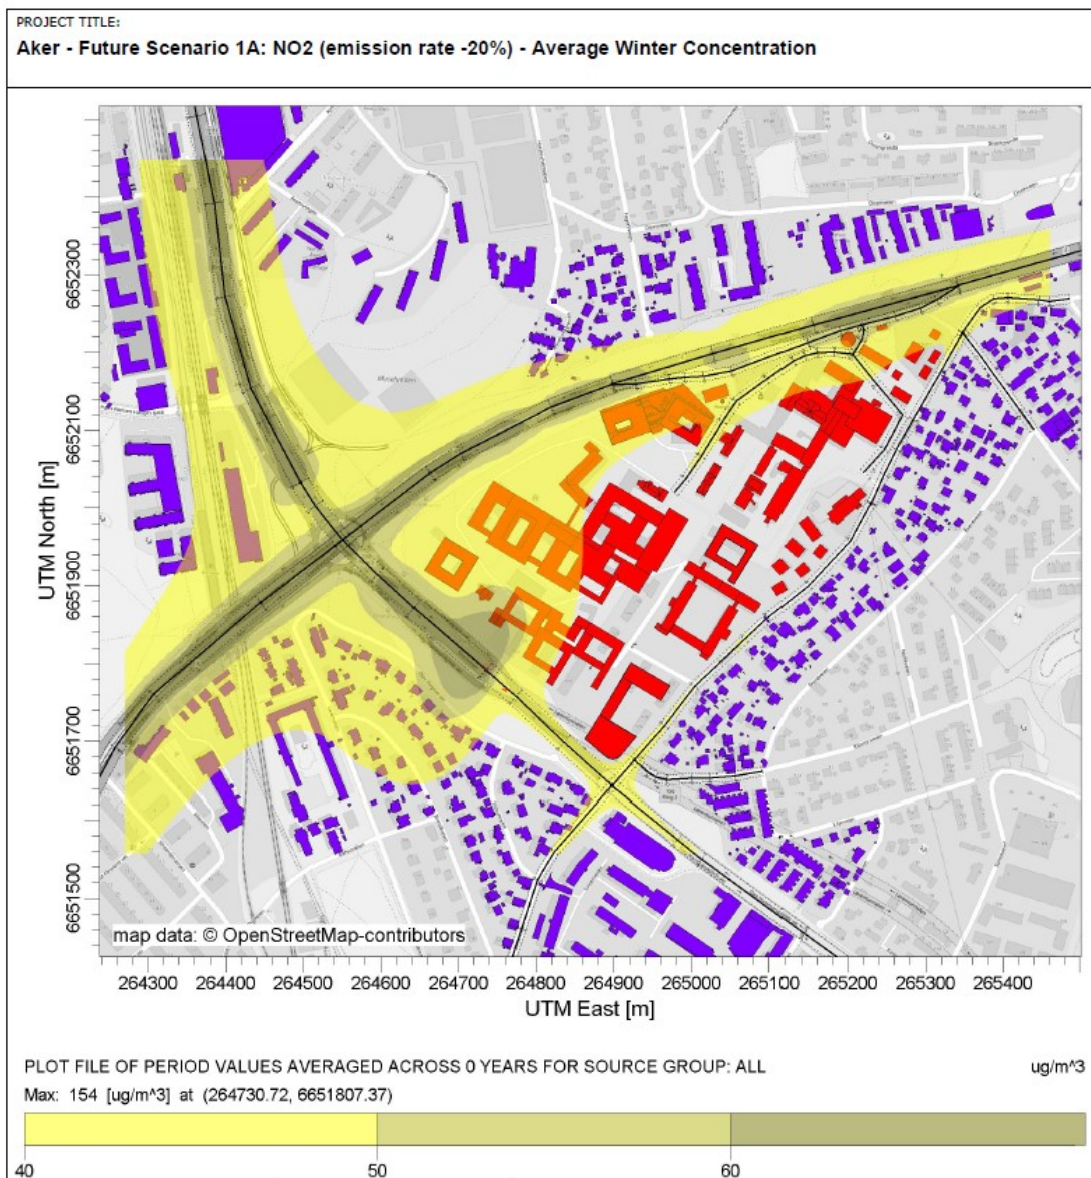 PROJECT TITLE:
Aker - Future Scenario 1A: NO2 (emission rate -20%) - Average Winter Concentration
UTM North [m]
6652300
6652100
6651900
6651700
6651500
map data: © OpenStreetMap-contributors
264300 264400 264500 264600 264700 264800 264900 265000 265100 265200 265300 265400
UTM East [m]
PLOT FILE OF PERIOD VALUES AVERAGED ACROSS 0 YEARS FOR SOURCE GROUP: ALL ug/m^3
Max: 154 [ug/m^3] at (264730.72, 6651807.37)
40 50 60